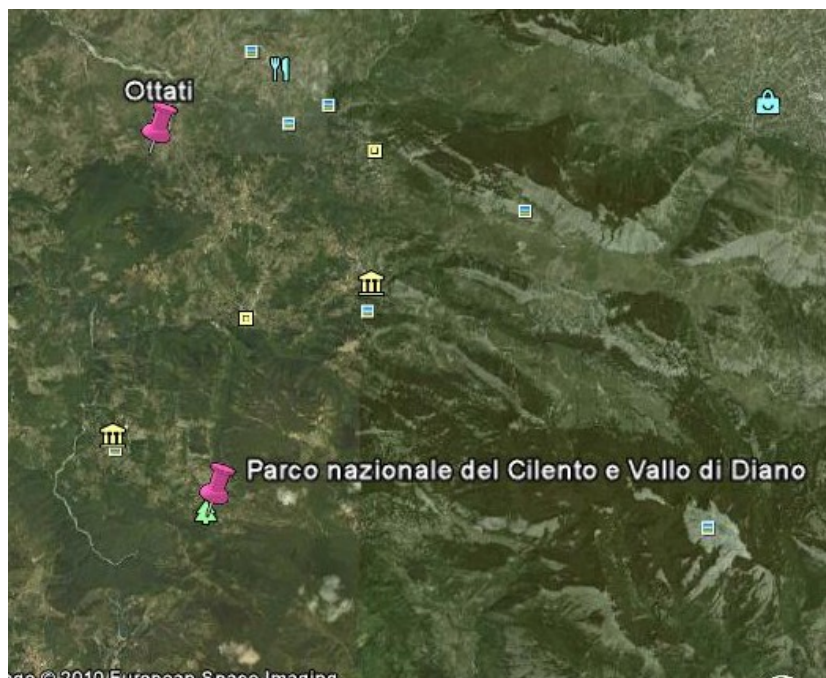 Ottati
Parco nazionale del Cilento e Vallo di Diano
© 2010 European Space Imaging